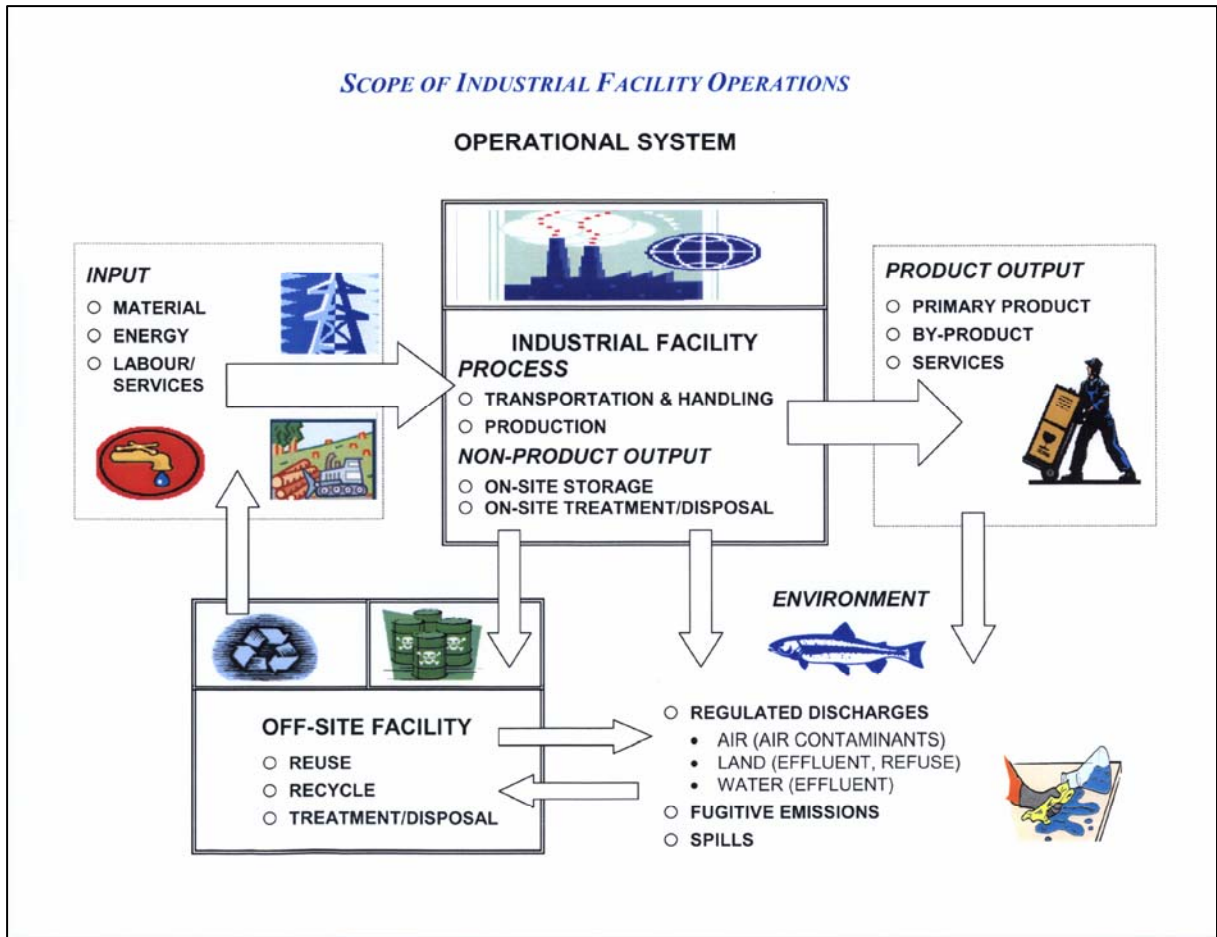 SCOPE OF INDUSTRIAL FACILITY OPERATIONS
OPERATIONAL SYSTEM
INPUT
○ MATERIAL
○ ENERGY
○ LABOUR/
SERVICES
INDUSTRIAL FACILITY
PROCESS
○ TRANSPORTATION & HANDLING
○ PRODUCTION
NON-PRODUCT OUTPUT
○ ON-SITE STORAGE
○ ON-SITE TREATMENT/DISPOSAL
PRODUCT OUTPUT
○ PRIMARY PRODUCT
○ BY-PRODUCT
○ SERVICES
OFF-SITE FACILITY
○ REUSE
○ RECYCLE
○ TREATMENT/DISPOSAL
ENVIRONMENT
○ REGULATED DISCHARGES
• AIR (AIR CONTAMINANTS)
• LAND (EFFLUENT, REFUSE)
• WATER (EFFLUENT)
○ FUGITIVE EMISSIONS
○ SPILLS